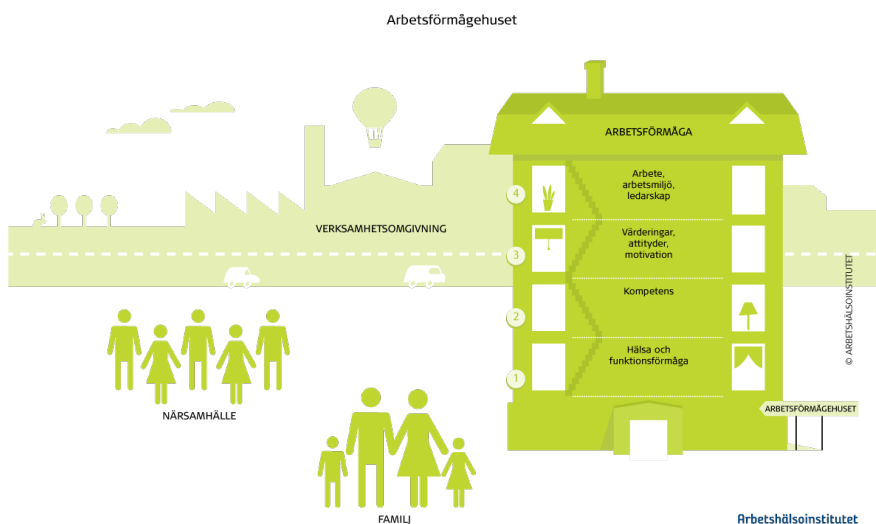 Arbetsförmågehuset
ARBETSFÖRMÅGA
4
Arbete,
arbetsmiljö,
ledarskap
VERKSAMHETSOMGIVNING
3
Värderingar,
attityder,
motivation
2
Kompetens
1
Hälsa och
funktionsförmåga
© ARBETSHÄLSOINSTITUTET
ARBETSFÖRMÅGEHUSET
NÄRSAMHÄLLE
FAMILJ
Arbetshälsoinstitutet